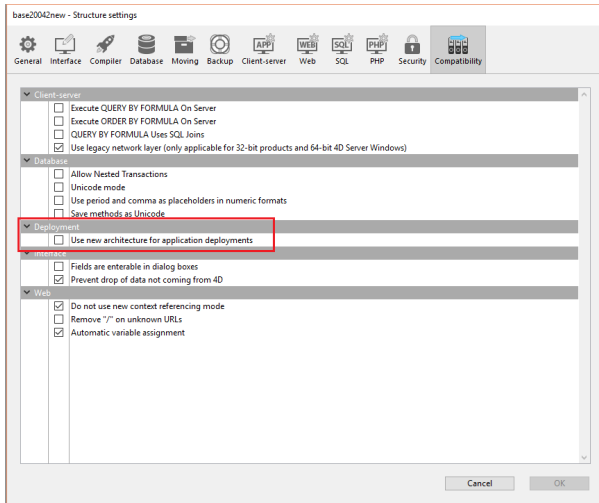 base20042new - Structure settings
General Interface Compiler Database Moving Backup Client-server Web SQL PHP Security Compatibility
APP WEB SQL PHP
Client-server
Execute QUERY BY FORMULA On Server
Execute ORDER BY FORMULA On Server
QUERY BY FORMULA Uses SQL Joins
Use legacy network layer (only applicable for 32-bit products and 64-bit 4D Server Windows)
Database
Allow Nested Transactions
Unicode mode
Use period and comma as placeholders in numeric formats
Save methods as Unicode
Deployment
Use new architecture for application deployments
Interface
Fields are enterable in dialog boxes
Prevent drop of data not coming from 4D
Web
Do not use new context referencing mode
Remove "/" on unknown URLs
Automatic variable assignment
Cancel OK